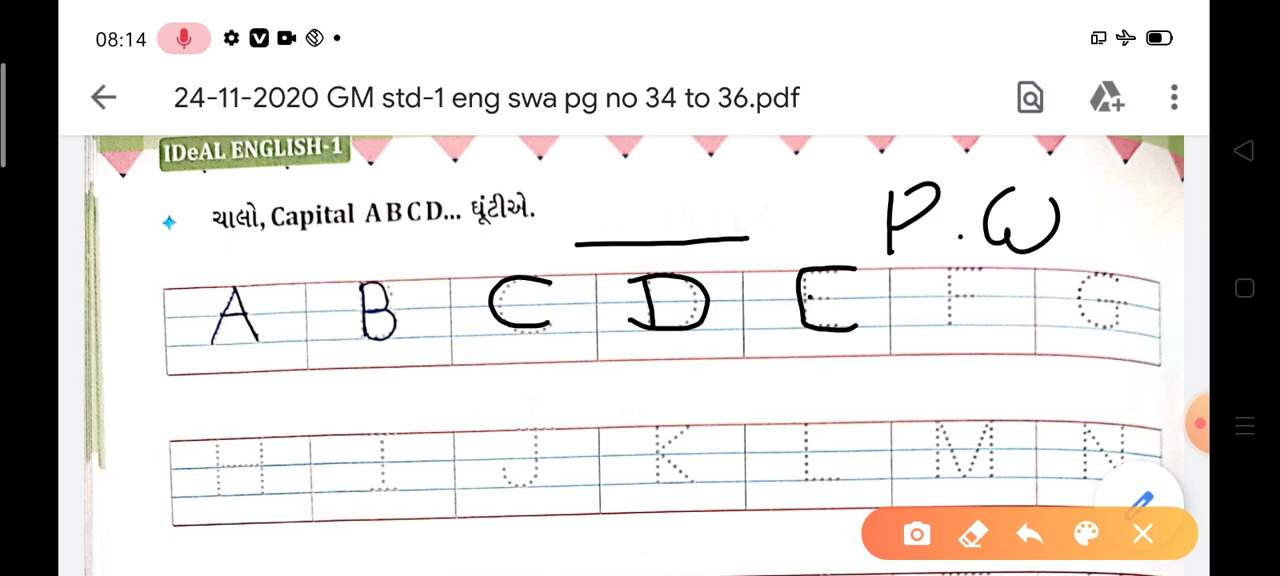 08:14
24-11-2020 GM std-1 eng swa pg no 34 to 36.pdf
IDeAL ENGLISH-1
ચાલો, Capital A B C D... ઘૂંટીએ.
P.W
A B C D E F G
H I J K L M N